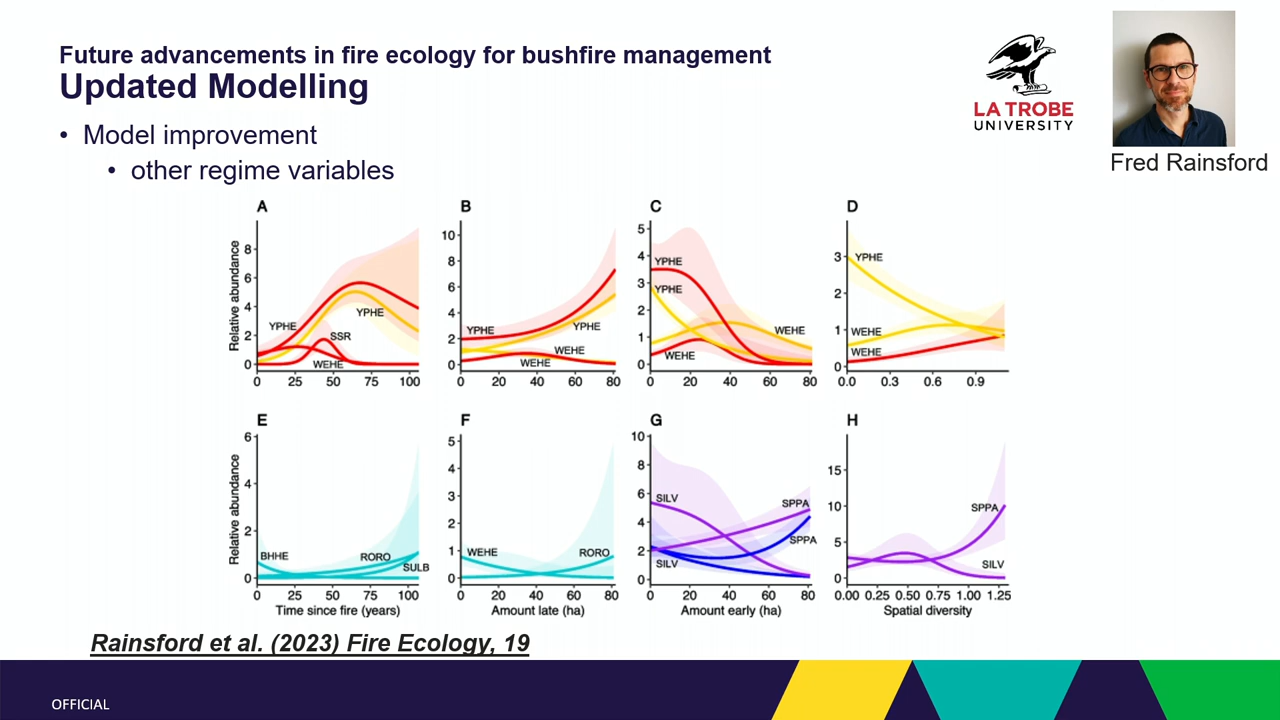 Future advancements in fire ecology for bushfire management
Updated Modelling
• Model improvement
• other regime variables
LA TROBE
UNIVERSITY
Fred Rainsford
A
Relative abundance
8
6
4
2
0
YPHE
YPHE
SSR
WEHE
0 25 50 75 100
B
10
8
6
4
2
0
YPHE
YPHE
WEHE
WEHE
0 20 40 60 80
C
5
4
3
2
1
0
YPHE
YPHE
WEHE
WEHE
0 20 40 60 80
D
3
2
1
0
YPHE
WEHE
WEHE
0.0 0.3 0.6 0.9
E
Relative abundance
6
4
2
0
BHHE
RORO
SULB
0 25 50 75 100
Time since fire (years)
F
5
4
3
2
1
0
WEHE
RORO
0 20 40 60 80
Amount late (ha)
G
10
8
6
4
2
0
SILV
SPPA
SPPA
SILV
0 20 40 60 80
Amount early (ha)
H
15
10
5
0
SPPA
SILV
0.00 0.25 0.50 0.75 1.00 1.25
Spatial diversity
Rainsford et al. (2023) Fire Ecology, 19
OFFICIAL